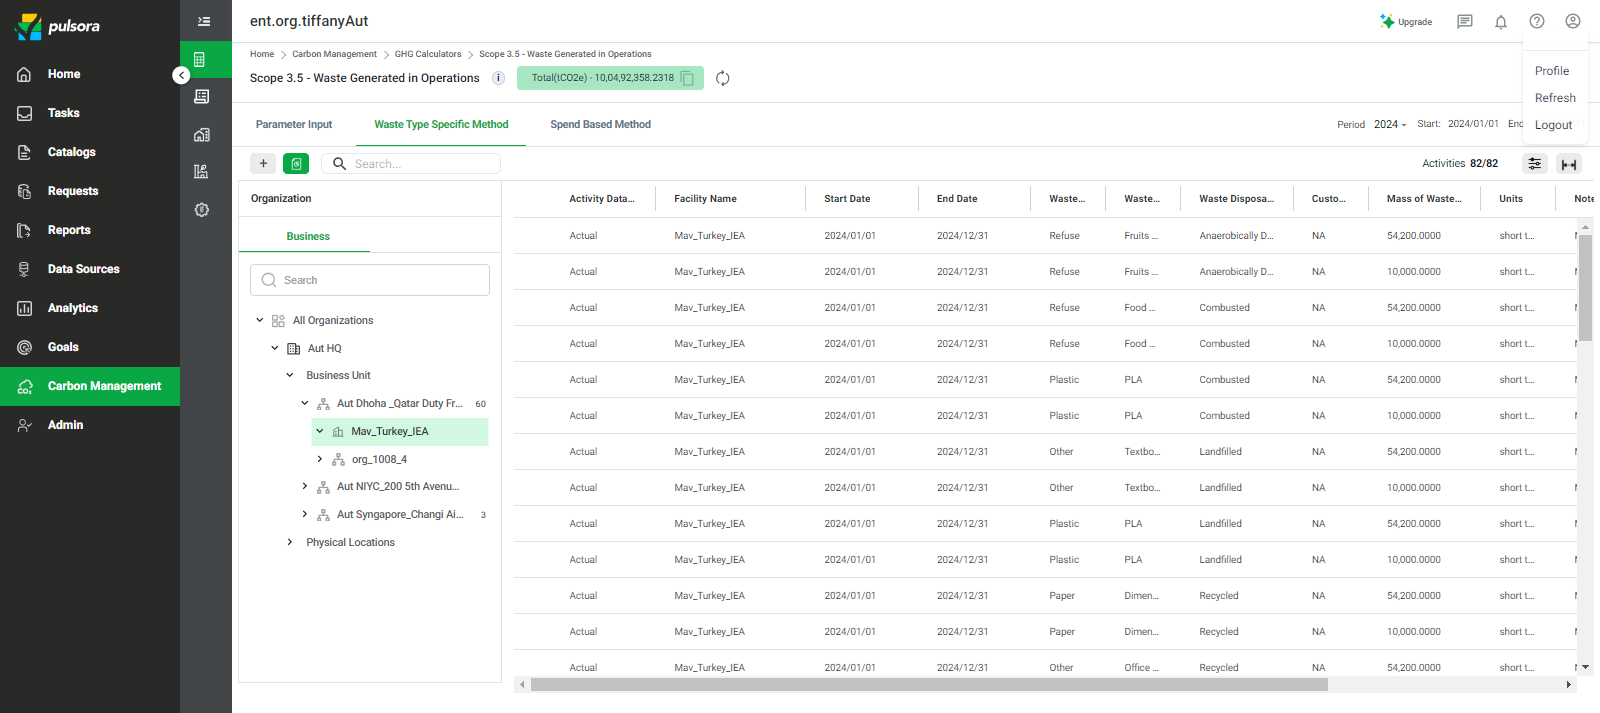 pulsora
Home
Tasks
Catalogs
Requests
Reports
Data Sources
Analytics
Goals
Carbon Management
Admin
ent.org.tiffanyAut
Upgrade
Home > Carbon Management > GHG Calculators > Scope 3.5 - Waste Generated in Operations
Scope 3.5 - Waste Generated in Operations i Total(tCO2e) - 10,04,92,358.2318
Profile
Refresh
Logout
Parameter Input Waste Type Specific Method Spend Based Method
Period 2024 Start: 2024/01/01 Enc
+ Search... Activities 82/82
Organization
Business
Search
All Organizations
Aut HQ
Business Unit
Aut Dhoha _Qatar Duty Fr... 60
Mav_Turkey_IEA
org_1008_4
Aut NIYC_200 5th Avenu...
Aut Syngapore_Changi Ai... 3
Physical Locations
Activity Data... Facility Name Start Date End Date Waste... Waste... Waste Disposa... Custo... Mass of Waste... Units Note
Actual Mav_Turkey_IEA 2024/01/01 2024/12/31 Refuse Fruits ... Anaerobically D... NA 54,200.0000 short t...
Actual Mav_Turkey_IEA 2024/01/01 2024/12/31 Refuse Fruits ... Anaerobically D... NA 10,000.0000 short t...
Actual Mav_Turkey_IEA 2024/01/01 2024/12/31 Refuse Food ... Combusted NA 54,200.0000 short t...
Actual Mav_Turkey_IEA 2024/01/01 2024/12/31 Refuse Food ... Combusted NA 10,000.0000 short t...
Actual Mav_Turkey_IEA 2024/01/01 2024/12/31 Plastic PLA Combusted NA 54,200.0000 short t...
Actual Mav_Turkey_IEA 2024/01/01 2024/12/31 Plastic PLA Combusted NA 10,000.0000 short t...
Actual Mav_Turkey_IEA 2024/01/01 2024/12/31 Other Textbo... Landfilled NA 54,200.0000 short t...
Actual Mav_Turkey_IEA 2024/01/01 2024/12/31 Other Textbo... Landfilled NA 10,000.0000 short t...
Actual Mav_Turkey_IEA 2024/01/01 2024/12/31 Plastic PLA Landfilled NA 54,200.0000 short t...
Actual Mav_Turkey_IEA 2024/01/01 2024/12/31 Plastic PLA Landfilled NA 10,000.0000 short t...
Actual Mav_Turkey_IEA 2024/01/01 2024/12/31 Paper Dimen... Recycled NA 54,200.0000 short t...
Actual Mav_Turkey_IEA 2024/01/01 2024/12/31 Paper Dimen... Recycled NA 10,000.0000 short t...
Actual Mav_Turkey_IEA 2024/01/01 2024/12/31 Other Office ... Recycled NA 54,200.0000 short t...